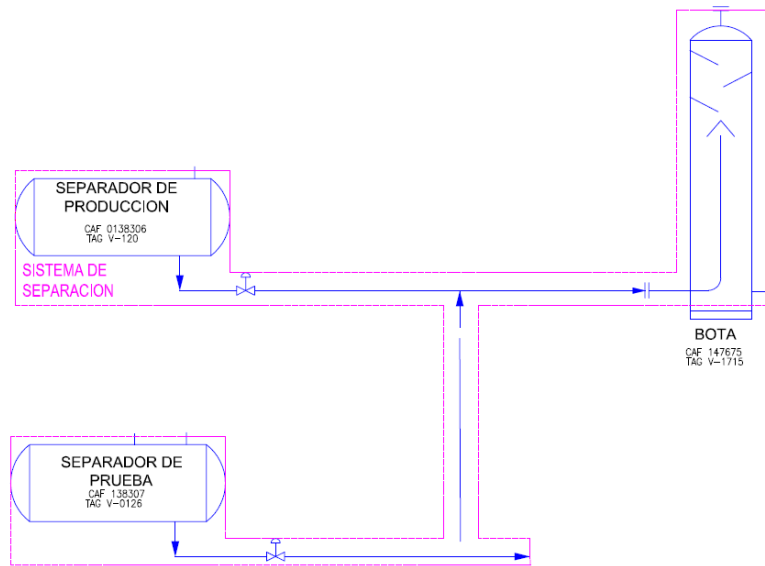 SEPARADOR DE
PRODUCCION
CAF 0138306
TAG V-120
SISTEMA DE
SEPARACION
BOTA
CAF 147675
TAG V-1715
SEPARADOR DE
PRUEBA
CAF 138307
TAG V-0126